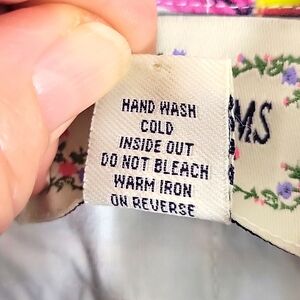 HAND WASH
COLD
INSIDE OUT
DO NOT BLEACH
WARM IRON
ON REVERSE